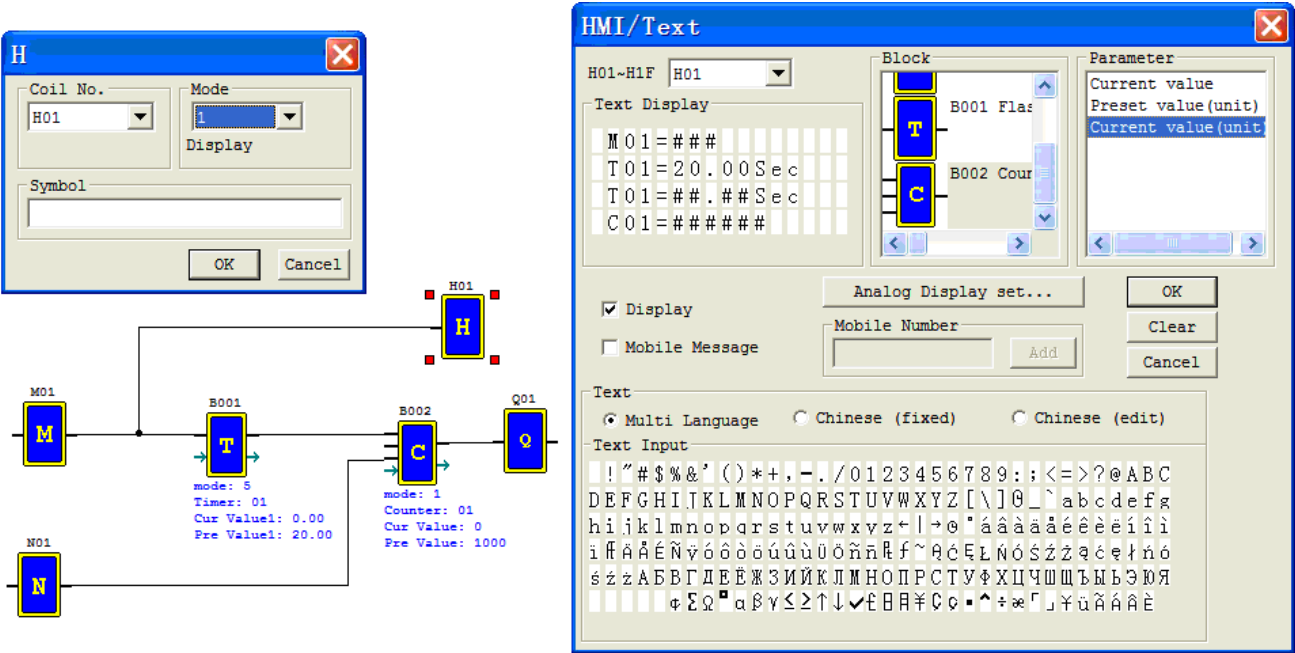 H
Coil No.
H01
Mode
1
Display
Symbol
OK
Cancel
H01
H
M01
M
B001
T
mode: 5
Timer: 01
Cur Value1: 0.00
Pre Value1: 20.00
B002
C
mode: 1
Counter: 01
Cur Value: 0
Pre Value: 1000
Q01
Q
N01
N
HMI/Text
H01~H1F
H01
Text Display
M01=###
T01=20.00Sec
T01=##.##Sec
C01=######
Block
B001 Flas
T
B002 Cour
C
Parameter
Current value
Preset value(unit)
Current value(unit
Display
Mobile Message
Analog Display set...
Mobile Number
Add
OK
Clear
Cancel
Text
Multi Language
Chinese (fixed)
Chinese (edit)
Text Input
!"#$%&'()*+,-./0123456789:;<=>?@ABC
DEFGHIJKLMNOPQRSTUVWXYZ[\]
abcdefg
hijklmnopqrstuvwxyz
АБВГДЕЁЖЗИЙКЛМНОПРСТУФХЦЧШЩЪЫЬЭЮЯ